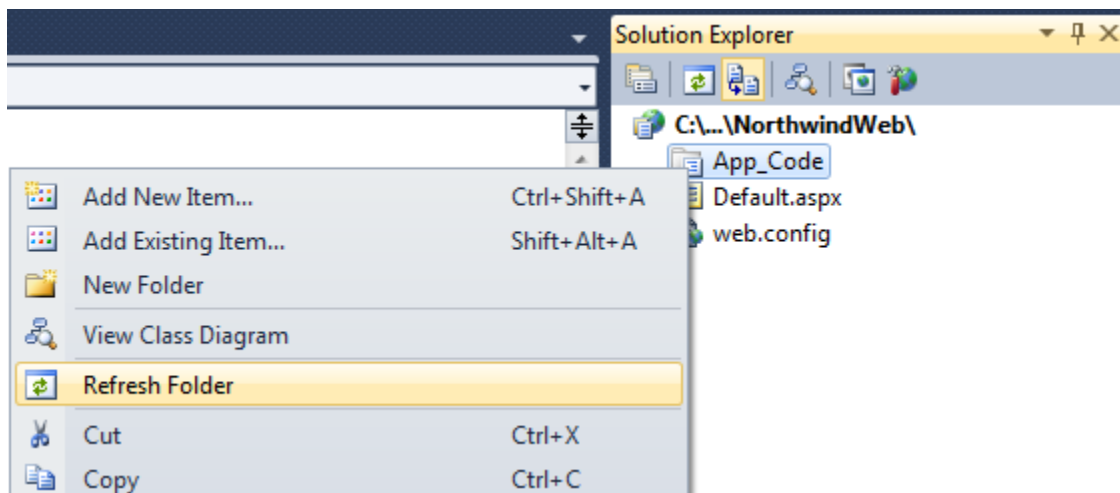 Solution Explorer
C:\...\NorthwindWeb\
App_Code
Default.aspx
web.config
Add New Item... Ctrl+Shift+A
Add Existing Item... Shift+Alt+A
New Folder
View Class Diagram
Refresh Folder
Cut Ctrl+X
Copy Ctrl+C